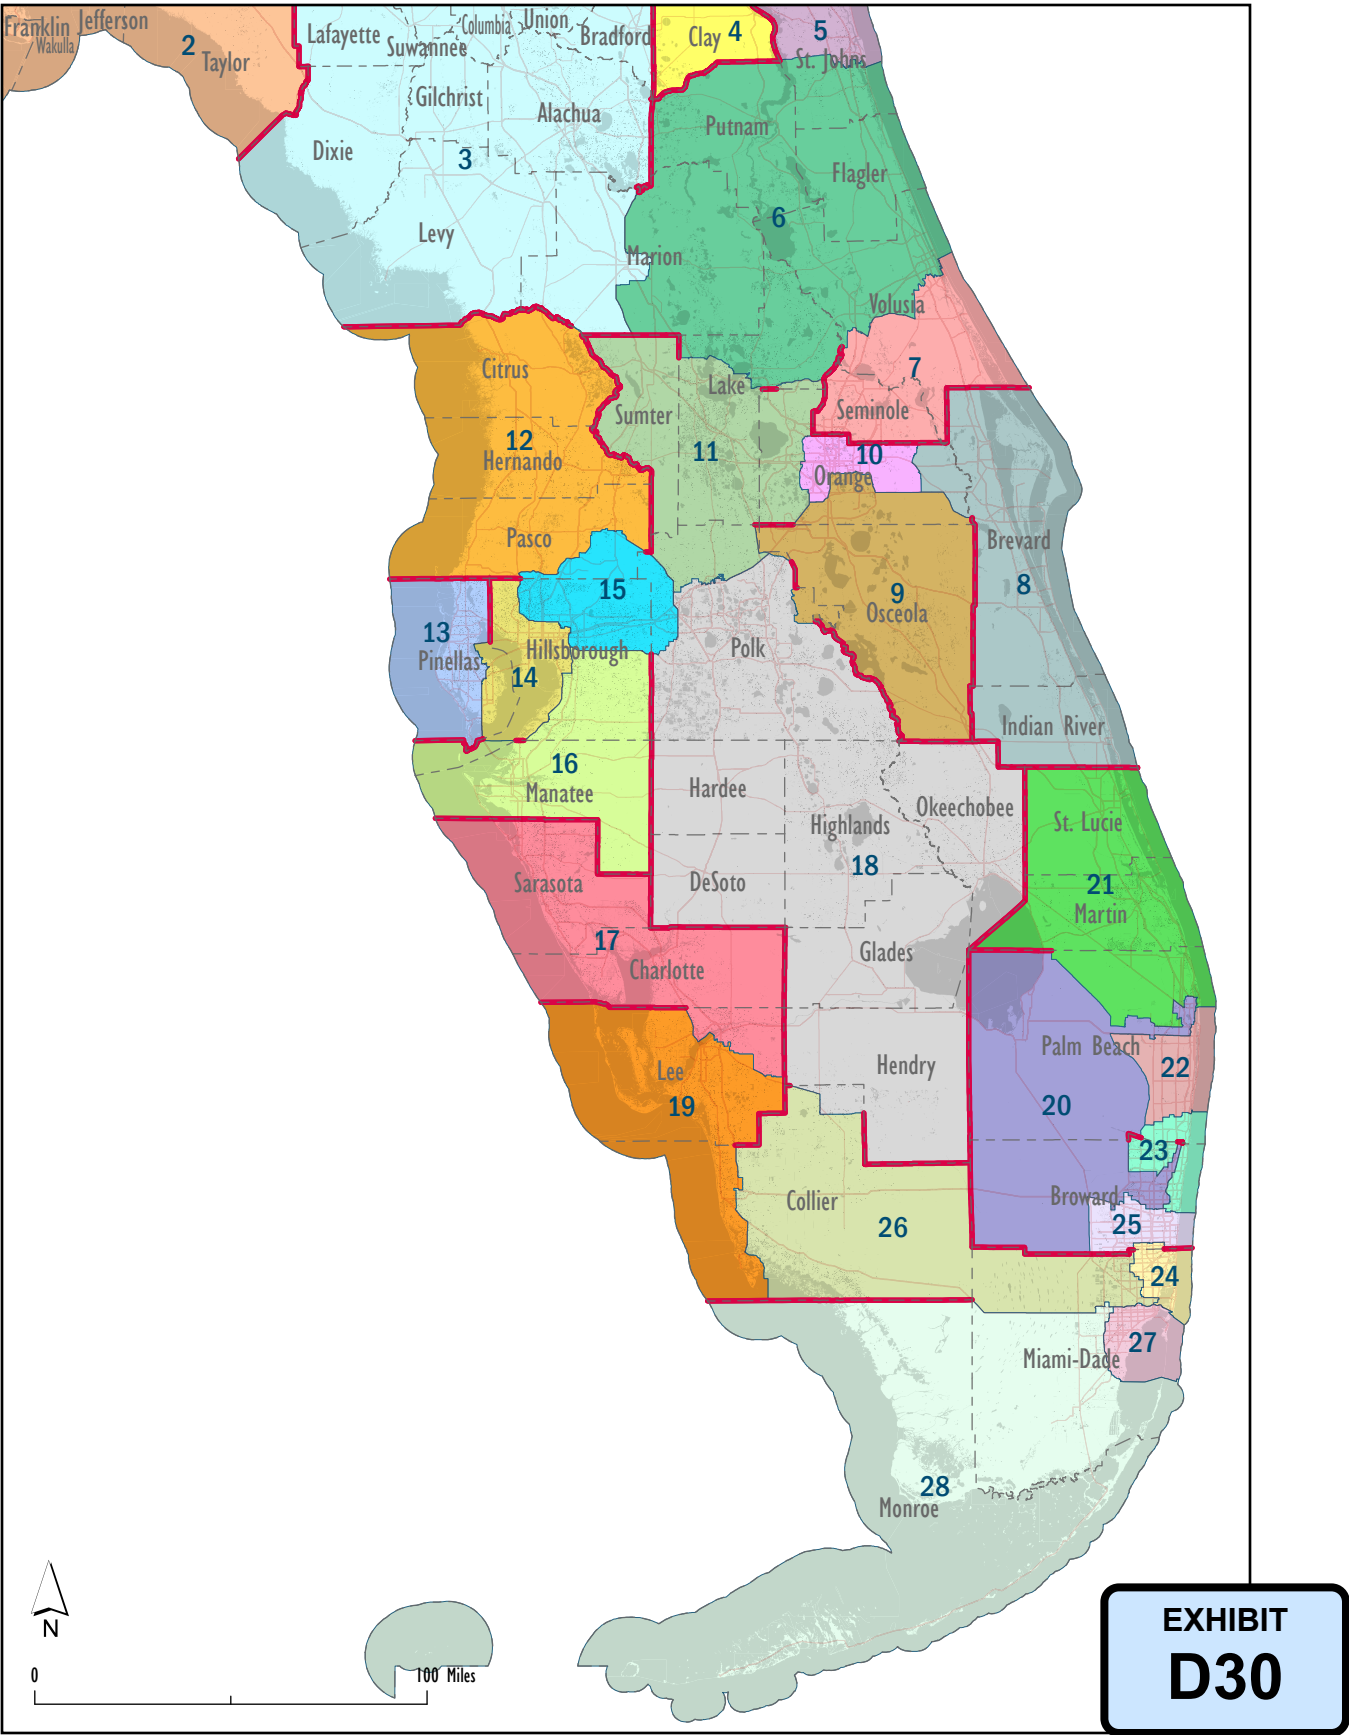 Franklin
Jefferson
Wakulla
2
Taylor
Lafayette
Suwannee
Columbia
Union
Bradford
Clay 4
5
St. Johns
Gilchrist
Alachua
Dixie
3
Putnam
Flagler
6
Levy
Marion
Volusia
7
Citrus
Lake
Seminole
Sumter
12
Hernando
11
10
Orange
Pasco
Brevard
15
9
8
Osceola
13
Pinellas
Hillsborough
14
Polk
Indian River
16
Manatee
Hardee
Okeechobee
Highlands
St. Lucie
18
21
Martin
Sarasota
DeSoto
17
Charlotte
Glades
Palm Beach
Hendry
22
Lee
19
20
23
Broward
Collier
26
25
24
27
Miami-Dade
28
Monroe
N
0
100 Miles
EXHIBIT
D30